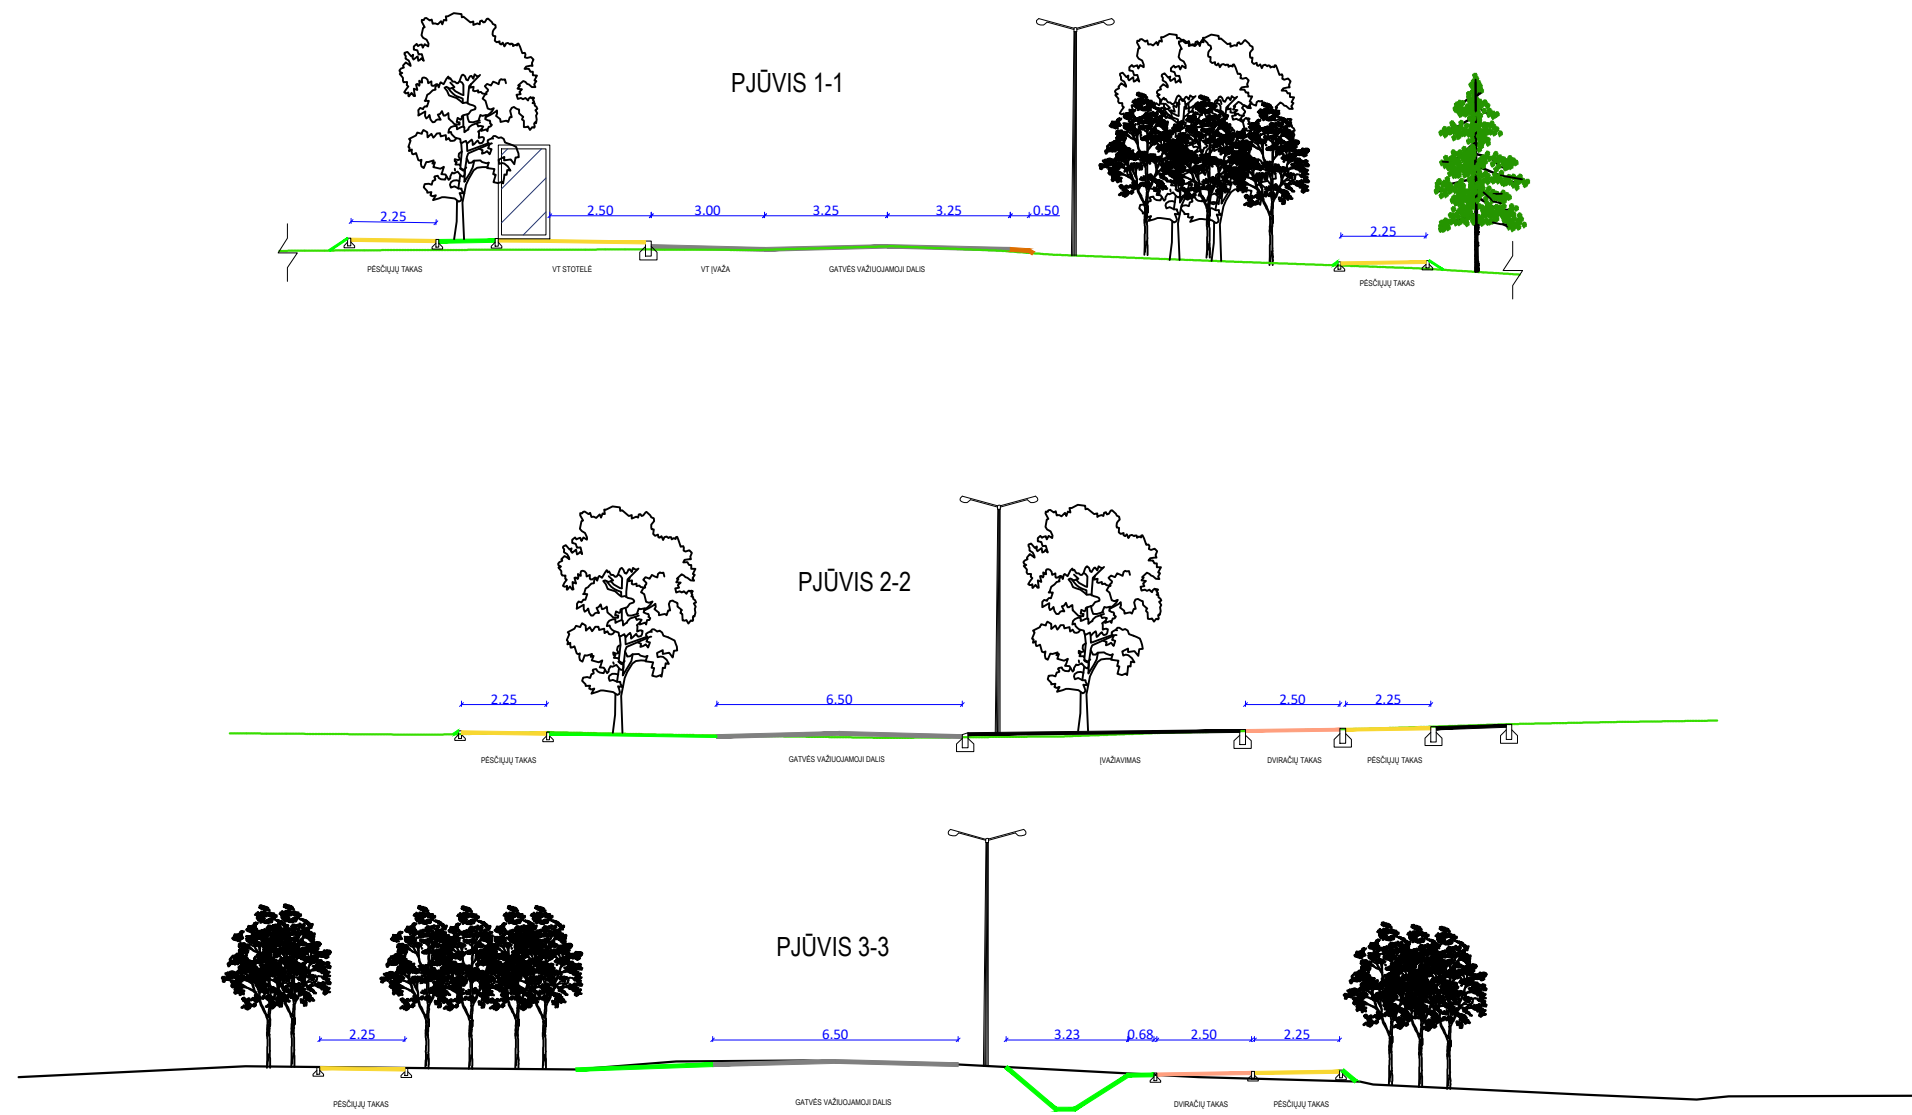 PJŪVIS 1-1
2.25
2.50
3.00
3.25
3.25
0.50
2.25
PĖSČIŲJŲ TAKAS
VT STOTELĖ
VT ĮVAŽA
GATVĖS VAŽIUOJAMOJI DALIS
PĖSČIŲJŲ TAKAS
PJŪVIS 2-2
2.25
6.50
2.50
2.25
PĖSČIŲJŲ TAKAS
GATVĖS VAŽIUOJAMOJI DALIS
ĮVAŽIAVIMAS
DVIRAČIŲ TAKAS
PĖSČIŲJŲ TAKAS
PJŪVIS 3-3
2.25
6.50
3.23
0.68
2.50
2.25
PĖSČIŲJŲ TAKAS
GATVĖS VAŽIUOJAMOJI DALIS
DVIRAČIŲ TAKAS
PĖSČIŲJŲ TAKAS